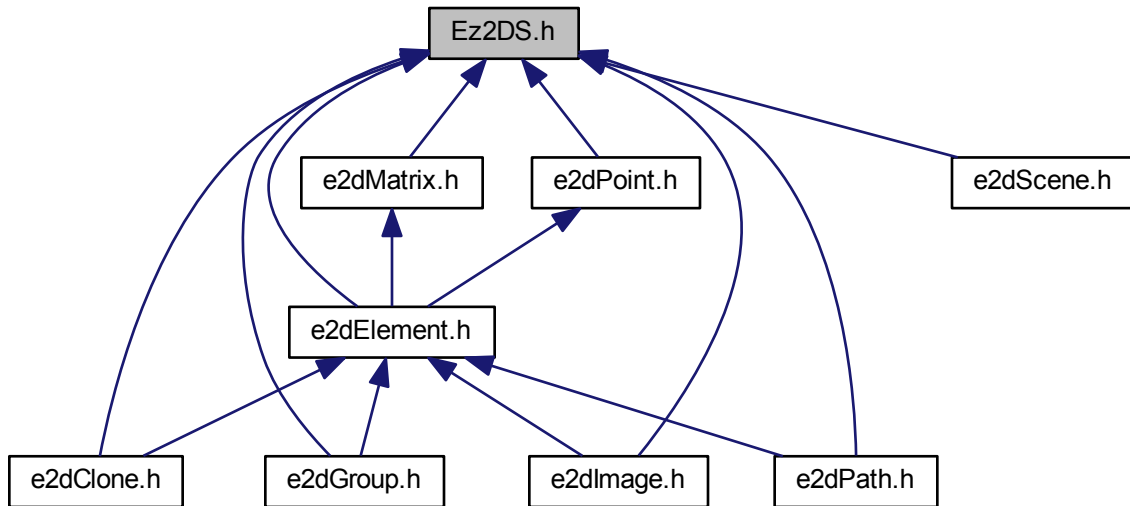 Ez2DS.h
e2dMatrix.h
e2dPoint.h
e2dScene.h
e2dElement.h
e2dClone.h
e2dGroup.h
e2dImage.h
e2dPath.h